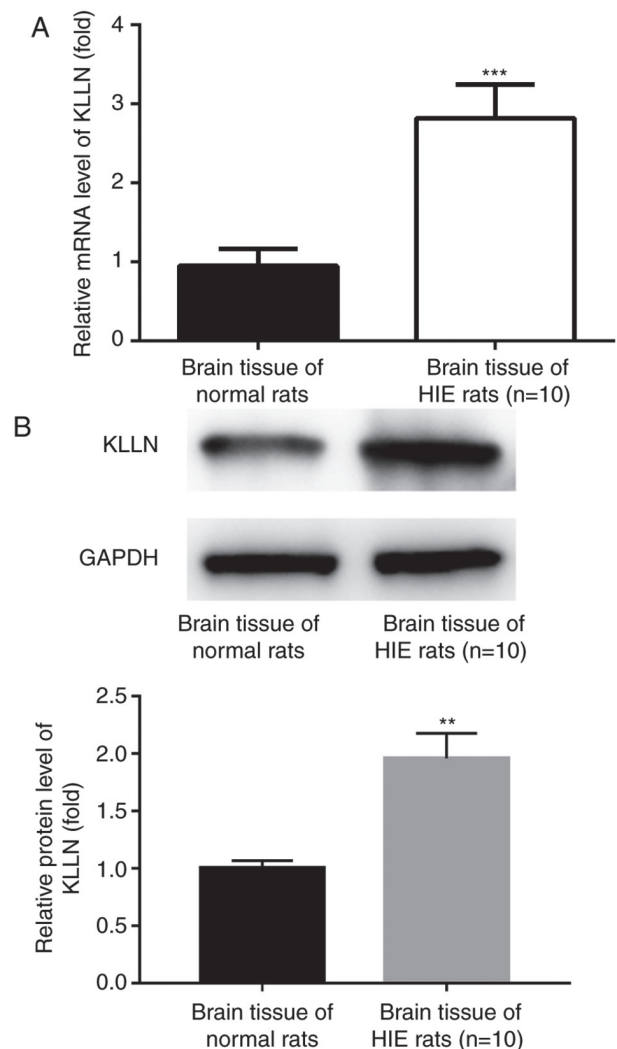 A
Relative mRNA level of KLLN (fold)
4
3
2
1
0
***
Brain tissue of
normal rats
Brain tissue of
HIE rats (n=10)
B
KLLN
GAPDH
Brain tissue of
normal rats
Brain tissue of
HIE rats (n=10)
Relative protein level of
KLLN (fold)
2.5
2.0
1.5
1.0
0.5
0.0
**
Brain tissue of
normal rats
Brain tissue of
HIE rats (n=10)